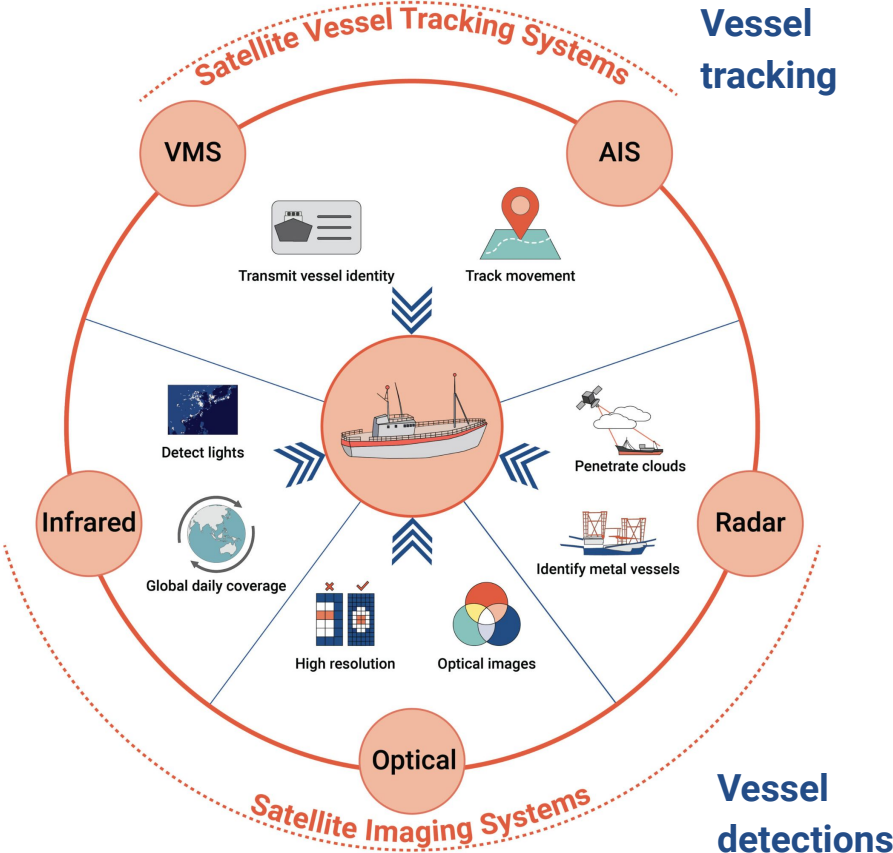 Satellite Vessel Tracking Systems
Vessel
tracking
VMS
AIS
Transmit vessel identity
Track movement
Detect lights
Penetrate clouds
Infrared
Radar
Global daily coverage
Identify metal vessels
High resolution
Optical images
Optical
Satellite Imaging Systems
Vessel
detections